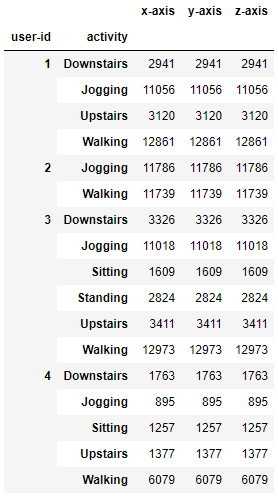 x-axis y-axis z-axis
user-id activity
1 Downstairs 2941 2941 2941
Jogging 11056 11056 11056
Upstairs 3120 3120 3120
Walking 12861 12861 12861
2 Jogging 11786 11786 11786
Walking 11739 11739 11739
3 Downstairs 3326 3326 3326
Jogging 11018 11018 11018
Sitting 1609 1609 1609
Standing 2824 2824 2824
Upstairs 3411 3411 3411
Walking 12973 12973 12973
4 Downstairs 1763 1763 1763
Jogging 895 895 895
Sitting 1257 1257 1257
Upstairs 1377 1377 1377
Walking 6079 6079 6079